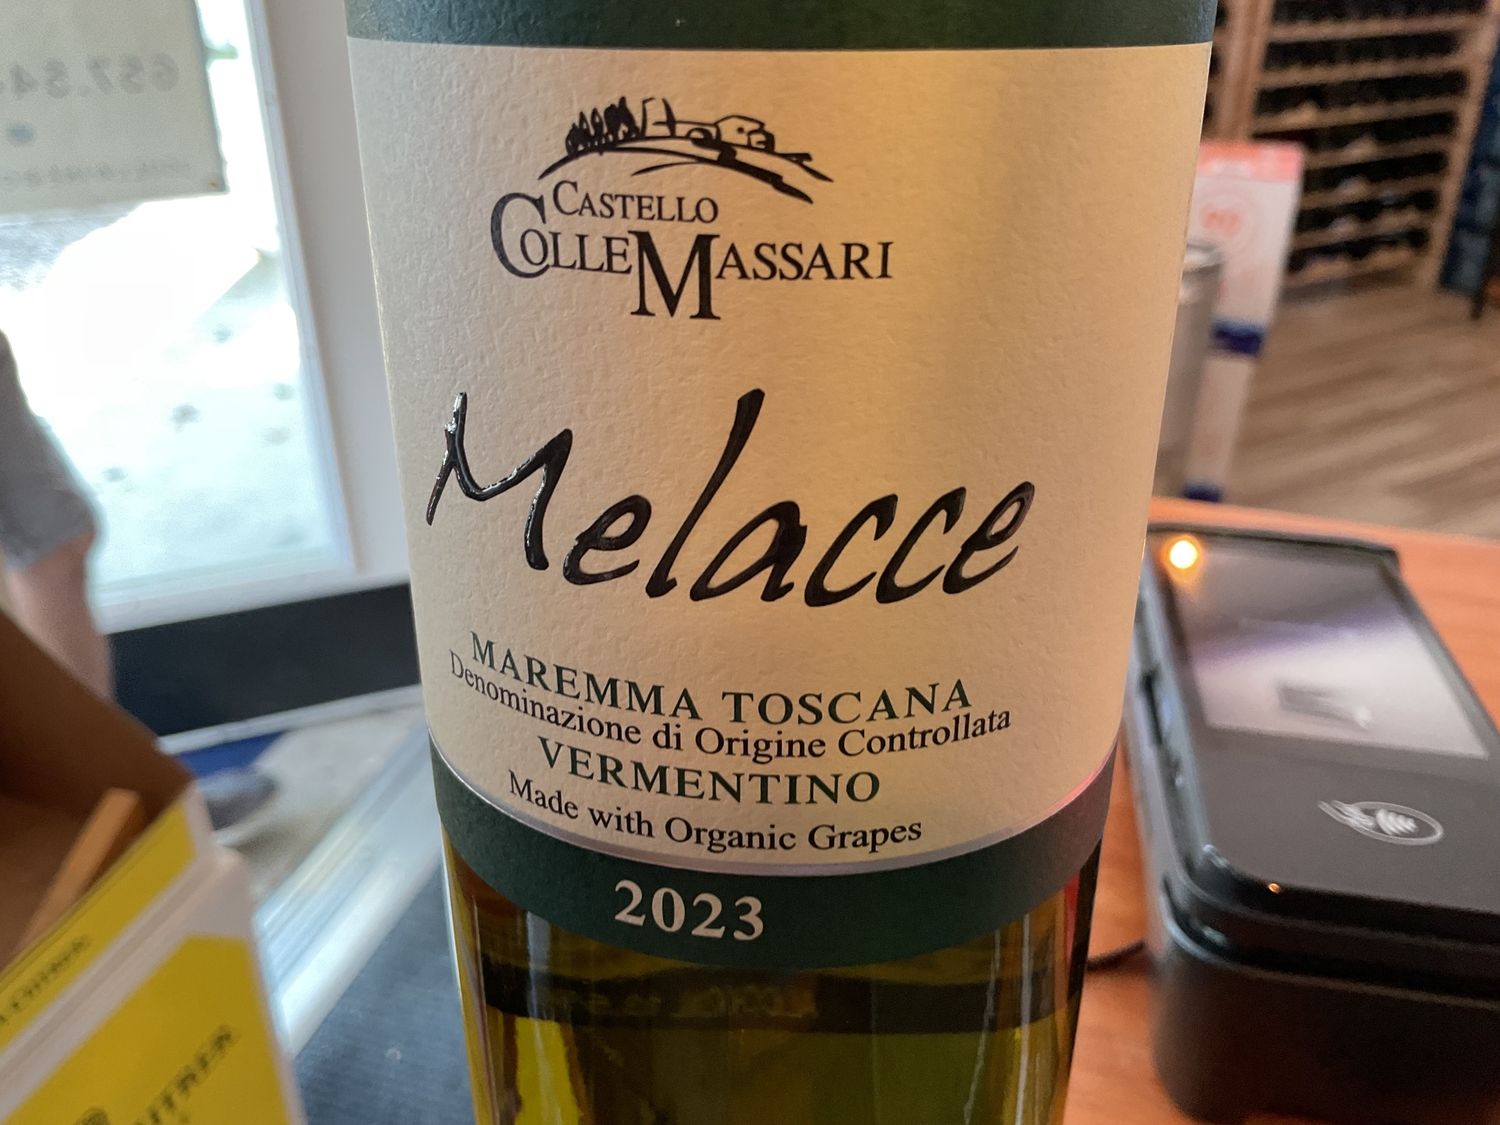 CASTELLO
COLLEMASSARI
Melacce
MAREMMA TOSCANA
Denominazione di Origine Controllata
VERMENTINO
Made with Organic Grapes
2023